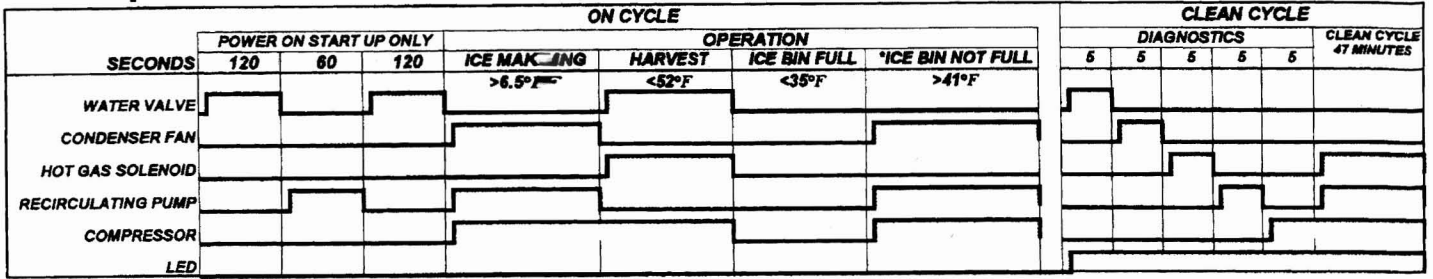 ON CYCLE
CLEAN CYCLE
POWER ON START UP ONLY
OPERATION
DIAGNOSTICS
CLEAN CYCLE
47 MINUTES
SECONDS 120 60 120 HARVEST ICE BIN FULL *ICE BIN NOT FULL 5 5 5 5 5
>6.5° <52°F <35°F >41°F
WATER VALVE
CONDENSER FAN
HOT GAS SOLENOID
RECIRCULATING PUMP
COMPRESSOR
LED